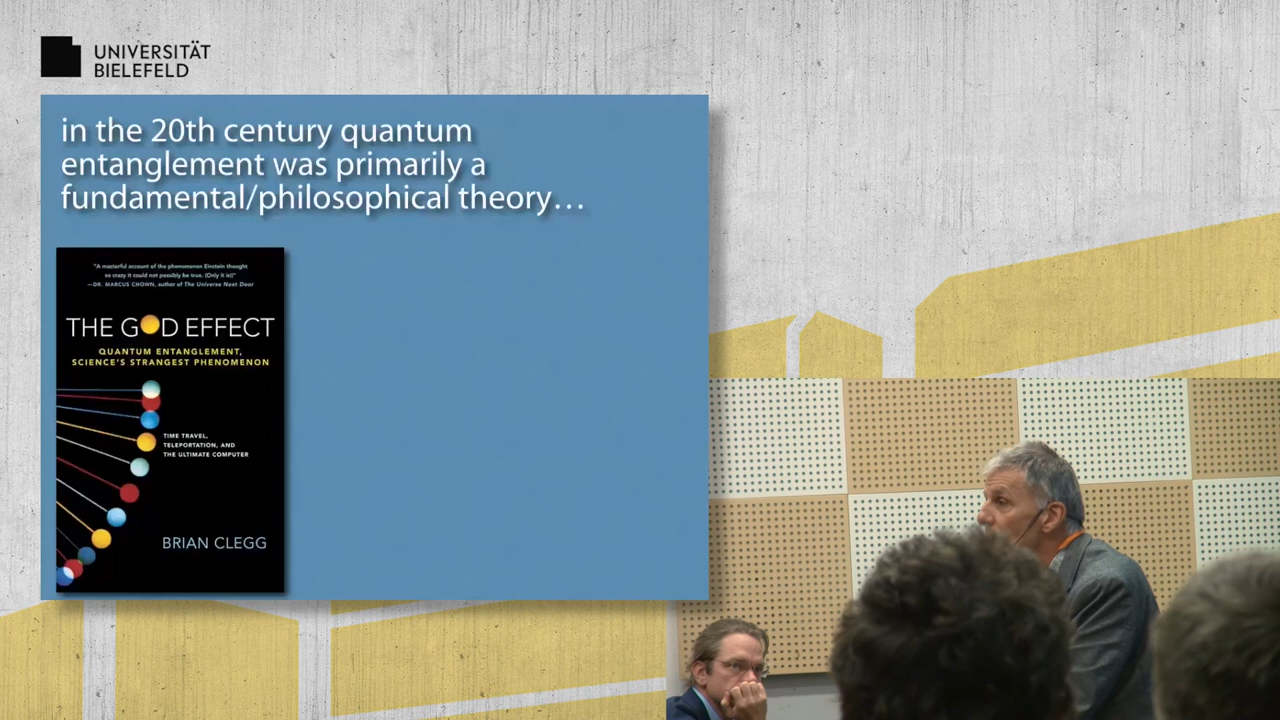 UNIVERSITÄT
BIELEFELD
in the 20th century quantum
entanglement was primarily a
fundamental/philosophical theory…
"A masterful account of the phenomenon Einstein thought
so crazy it could not possibly be true. (Only it is)"
—DR. MARCUS CHOWN, author of The Universe Next Door
THE GOD EFFECT
QUANTUM ENTANGLEMENT,
SCIENCE'S STRANGEST PHENOMENON
TIME TRAVEL,
TELEPORTATION, AND
THE ULTIMATE COMPUTER
BRIAN CLEGG